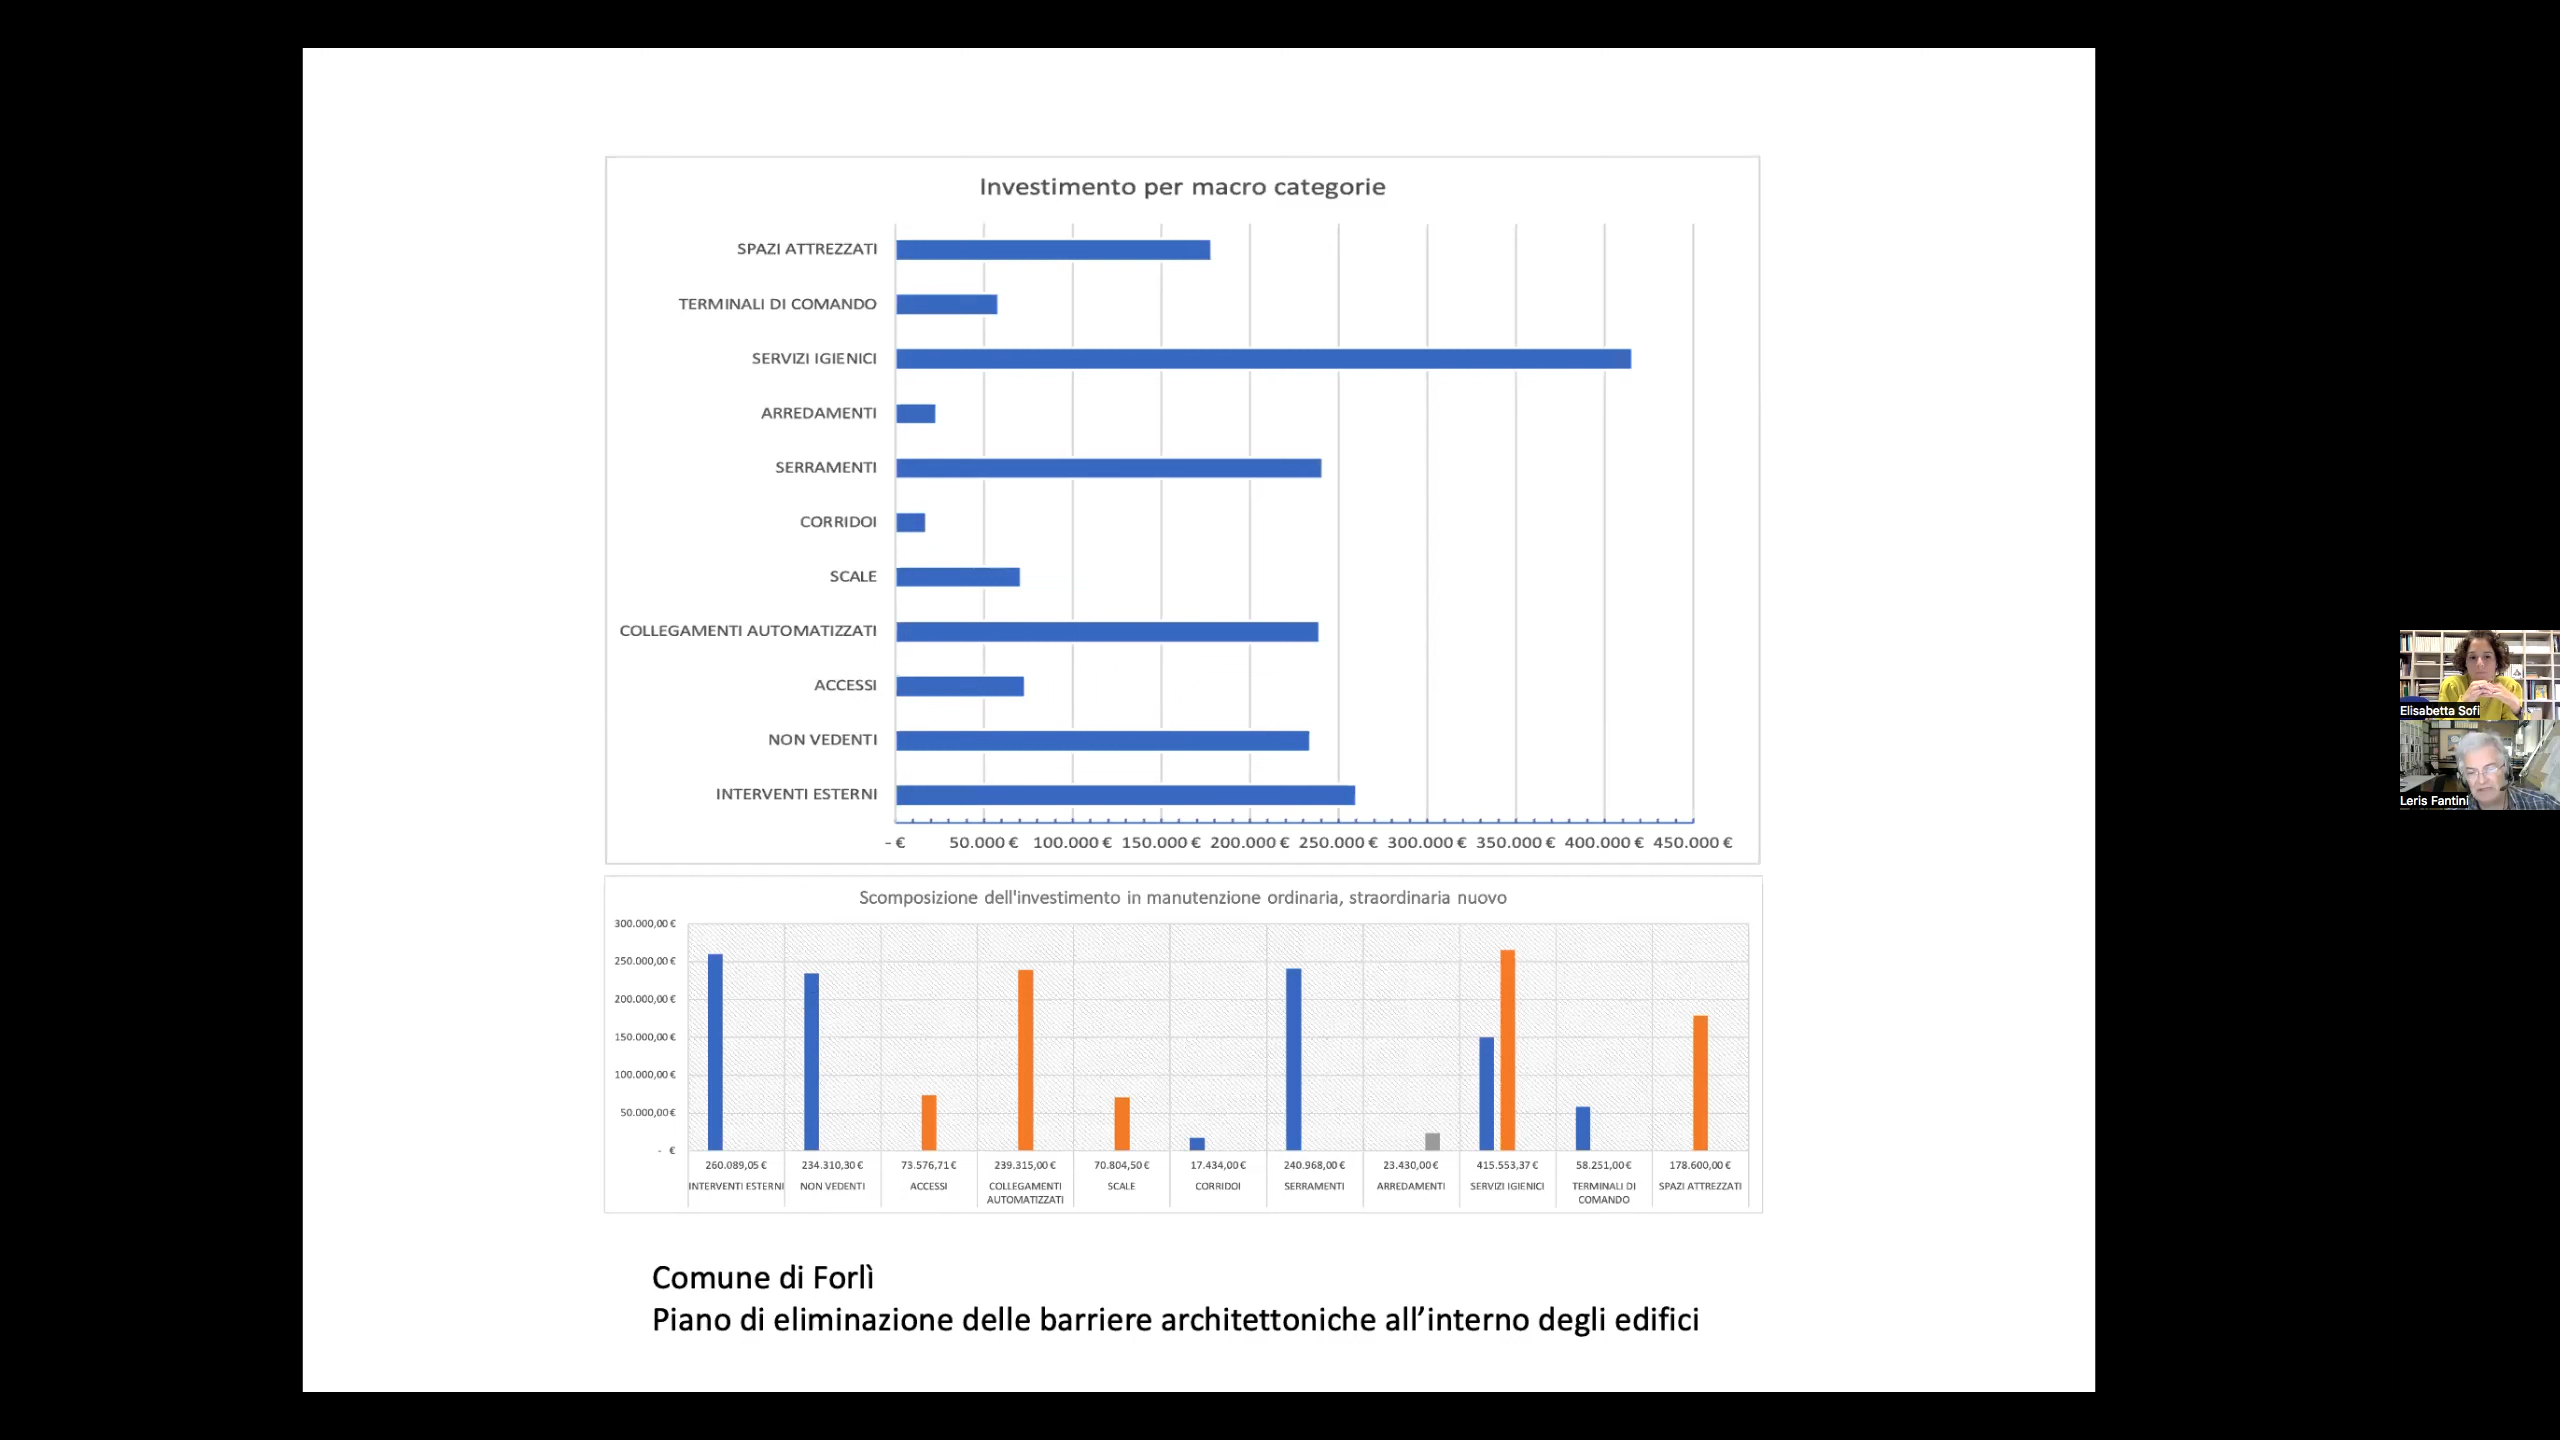 Investimento per macro categorie
SPAZI ATTREZZATI
TERMINALI DI COMANDO
SERVIZI IGIENICI
ARREDAMENTI
SERRAMENTI
CORRIDOI
SCALE
COLLEGAMENTI AUTOMATIZZATI
ACCESSI
NON VEDENTI
INTERVENTI ESTERNI
- € 50.000 € 100.000 € 150.000 € 200.000 € 250.000 € 300.000 € 350.000 € 400.000 € 450.000 €
Scomposizione dell'investimento in manutenzione ordinaria, straordinaria nuovo
300.000,00 €
250.000,00 €
200.000,00 €
150.000,00 €
100.000,00 €
50.000,00 €
- €
260.089,05 € 234.310,30 € 73.576,71 € 239.315,00 € 70.804,50 € 17.434,00 € 240.968,00 € 23.430,00 € 415.553,37 € 58.251,00 € 178.600,00 €
INTERVENTI ESTERNI NON VEDENTI ACCESSI COLLEGAMENTI SCALE CORRIDOI SERRAMENTI ARREDAMENTI SERVIZI IGIENICI TERMINALI DI SPAZI ATTREZZATI
AUTOMATIZZATI COMANDO
Comune di Forlì
Piano di eliminazione delle barriere architettoniche all’interno degli edifici
Elisabetta Sofi
Leris Fantini